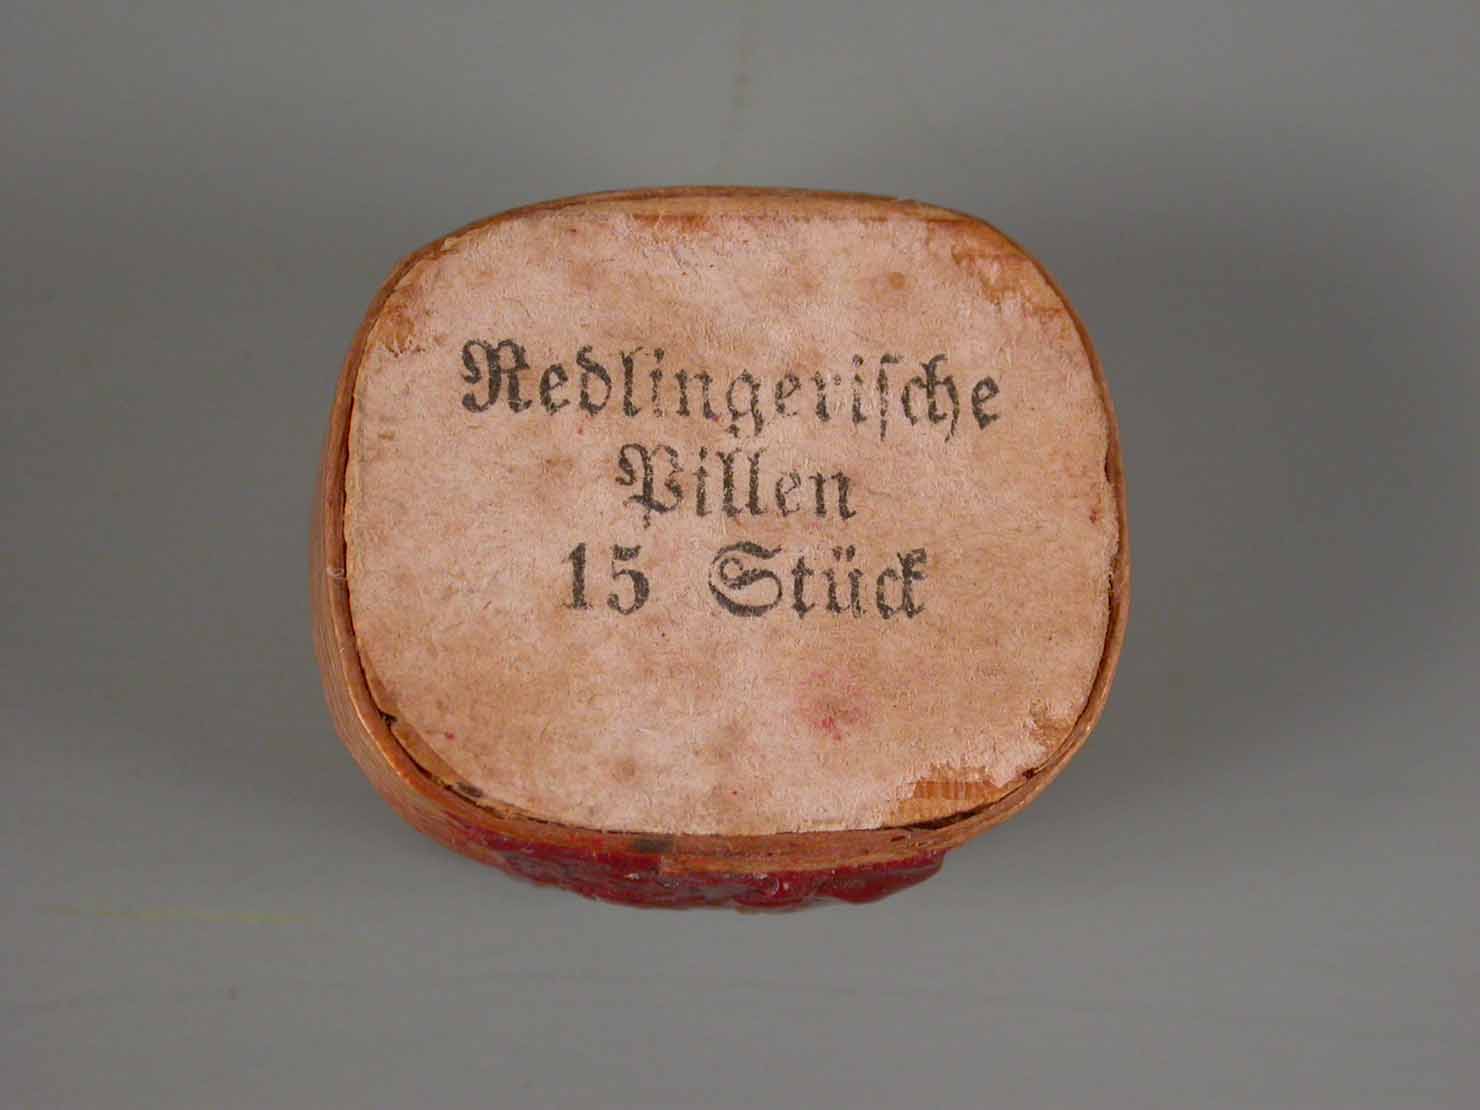 Redlingeriſche
Pillen
15 Stück